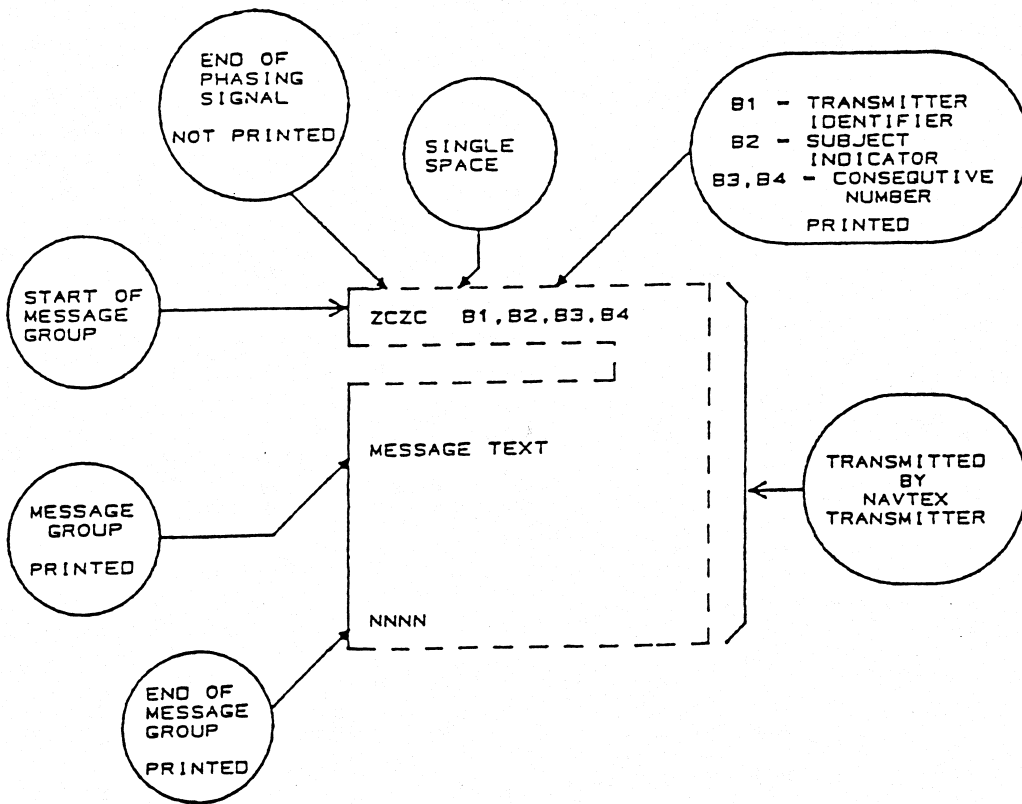 END OF
PHASING
SIGNAL
NOT PRINTED
SINGLE
SPACE
B1 - TRANSMITTER
IDENTIFIER
B2 - SUBJECT
INDICATOR
B3,B4 - CONSEQUTIVE
NUMBER
PRINTED
START OF
MESSAGE
GROUP
ZCZC B1,B2,B3,B4
MESSAGE TEXT
TRANSMITTED
BY
NAVTEX
TRANSMITTER
MESSAGE
GROUP
PRINTED
NNNN
END OF
MESSAGE
GROUP
PRINTED